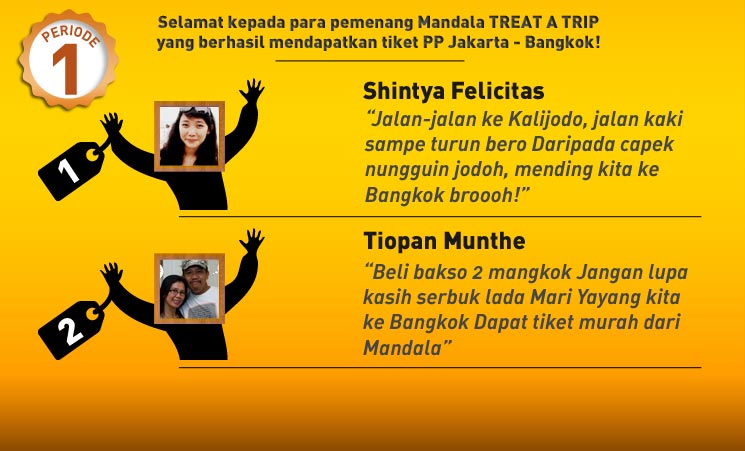 PERIODE
1
Selamat kepada para pemenang Mandala TREAT A TRIP
yang berhasil mendapatkan tiket PP Jakarta - Bangkok!
1
Shintya Felicitas
“Jalan-jalan ke Kalijodo, jalan kaki
sampe turun bero Daripada capek
nungguin jodoh, mending kita ke
Bangkok broooh!”
2
Tiopan Munthe
“Beli bakso 2 mangkok Jangan lupa
kasih serbuk lada Mari Yayang kita
ke Bangkok Dapat tiket murah dari
Mandala”